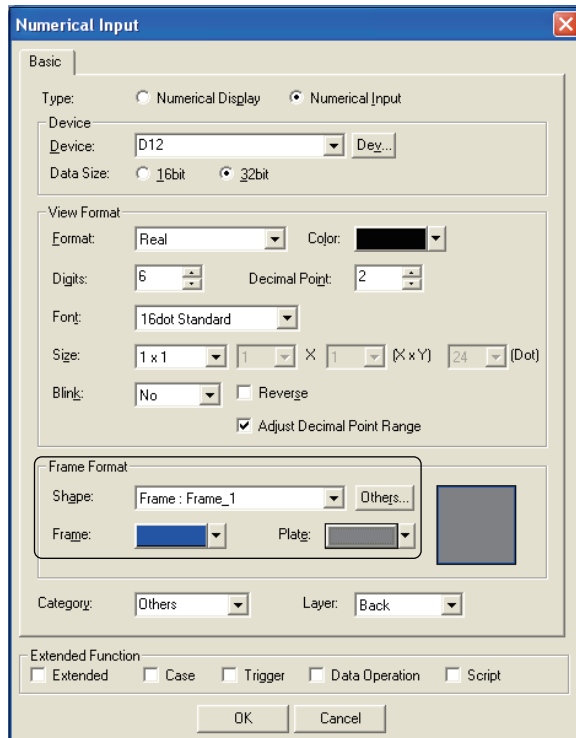 Numerical Input
Basic
Type: Numerical Display Numerical Input
Device
Device: D12 Dev...
Data Size: 16bit 32bit
View Format
Format: Real Color:
Digits: 6 Decimal Point: 2
Font: 16dot Standard
Size: 1 x 1 1 X 1 (X x Y) 24 (Dot)
Blink: No Reverse
Adjust Decimal Point Range
Frame Format
Shape: Frame : Frame_1 Others...
Frame: Plate:
Category: Others Layer: Back
Extended Function
Extended Case Trigger Data Operation Script
OK Cancel